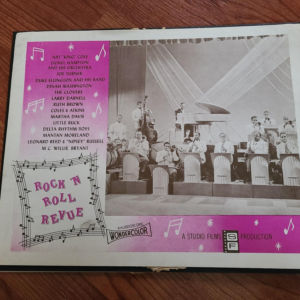 NAT "KING" COLE
LIONEL HAMPTON
AND HIS ORCHESTRA
JOE TURNER
DUKE ELLINGTON AND HIS BAND
DINAH WASHINGTON
THE CLOVERS
LARRY DARNELL
RUTH BROWN
COLES & ATKINS
MARTHA DAVIS
LITTLE BUCK
DELTA RHYTHM BOYS
MANTAN MORELAND
LEONARD REED & "NIPSEY" RUSSELL
M.C. WILLIE BRYANT
ROCK 'N
ROLL
REVUE
WONDERCOLOR
A STUDIO FILMS SF PRODUCTION